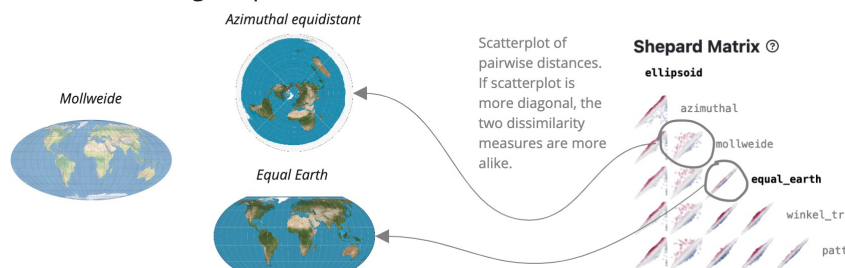 Azimuthal equidistant
Mollweide
Equal Earth
Scatterplot of
pairwise distances.
If scatterplot is
more diagonal, the
two dissimilarity
measures are more
alike.
Shepard Matrix ?
ellipsoid
azimuthal
mollweide
equal_earth
winkel_tr
patt